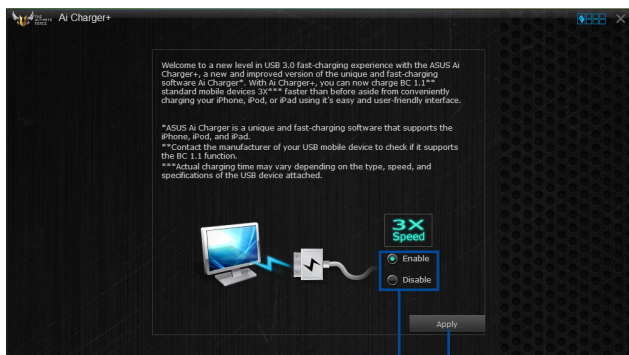 THE ULTIMATE FORCE Ai Charger+
Welcome to a new level in USB 3.0 fast-charging experience with the ASUS Ai
Charger+, a new and improved version of the unique and fast-charging
software Ai Charger*. With Ai Charger+, you can now charge BC 1.1**
standard mobile devices 3X*** faster than before aside from conveniently
charging your iPhone, iPod, or iPad using it's easy and user-friendly interface.
*ASUS Ai Charger is a unique and fast-charging software that supports the
iPhone, iPod, and iPad.
**Contact the manufacturer of your USB mobile device to check if it supports
the BC 1.1 function.
***Actual charging time may vary depending on the type, speed, and
specifications of the USB device attached.
3X
Speed
Enable
Disable
Apply